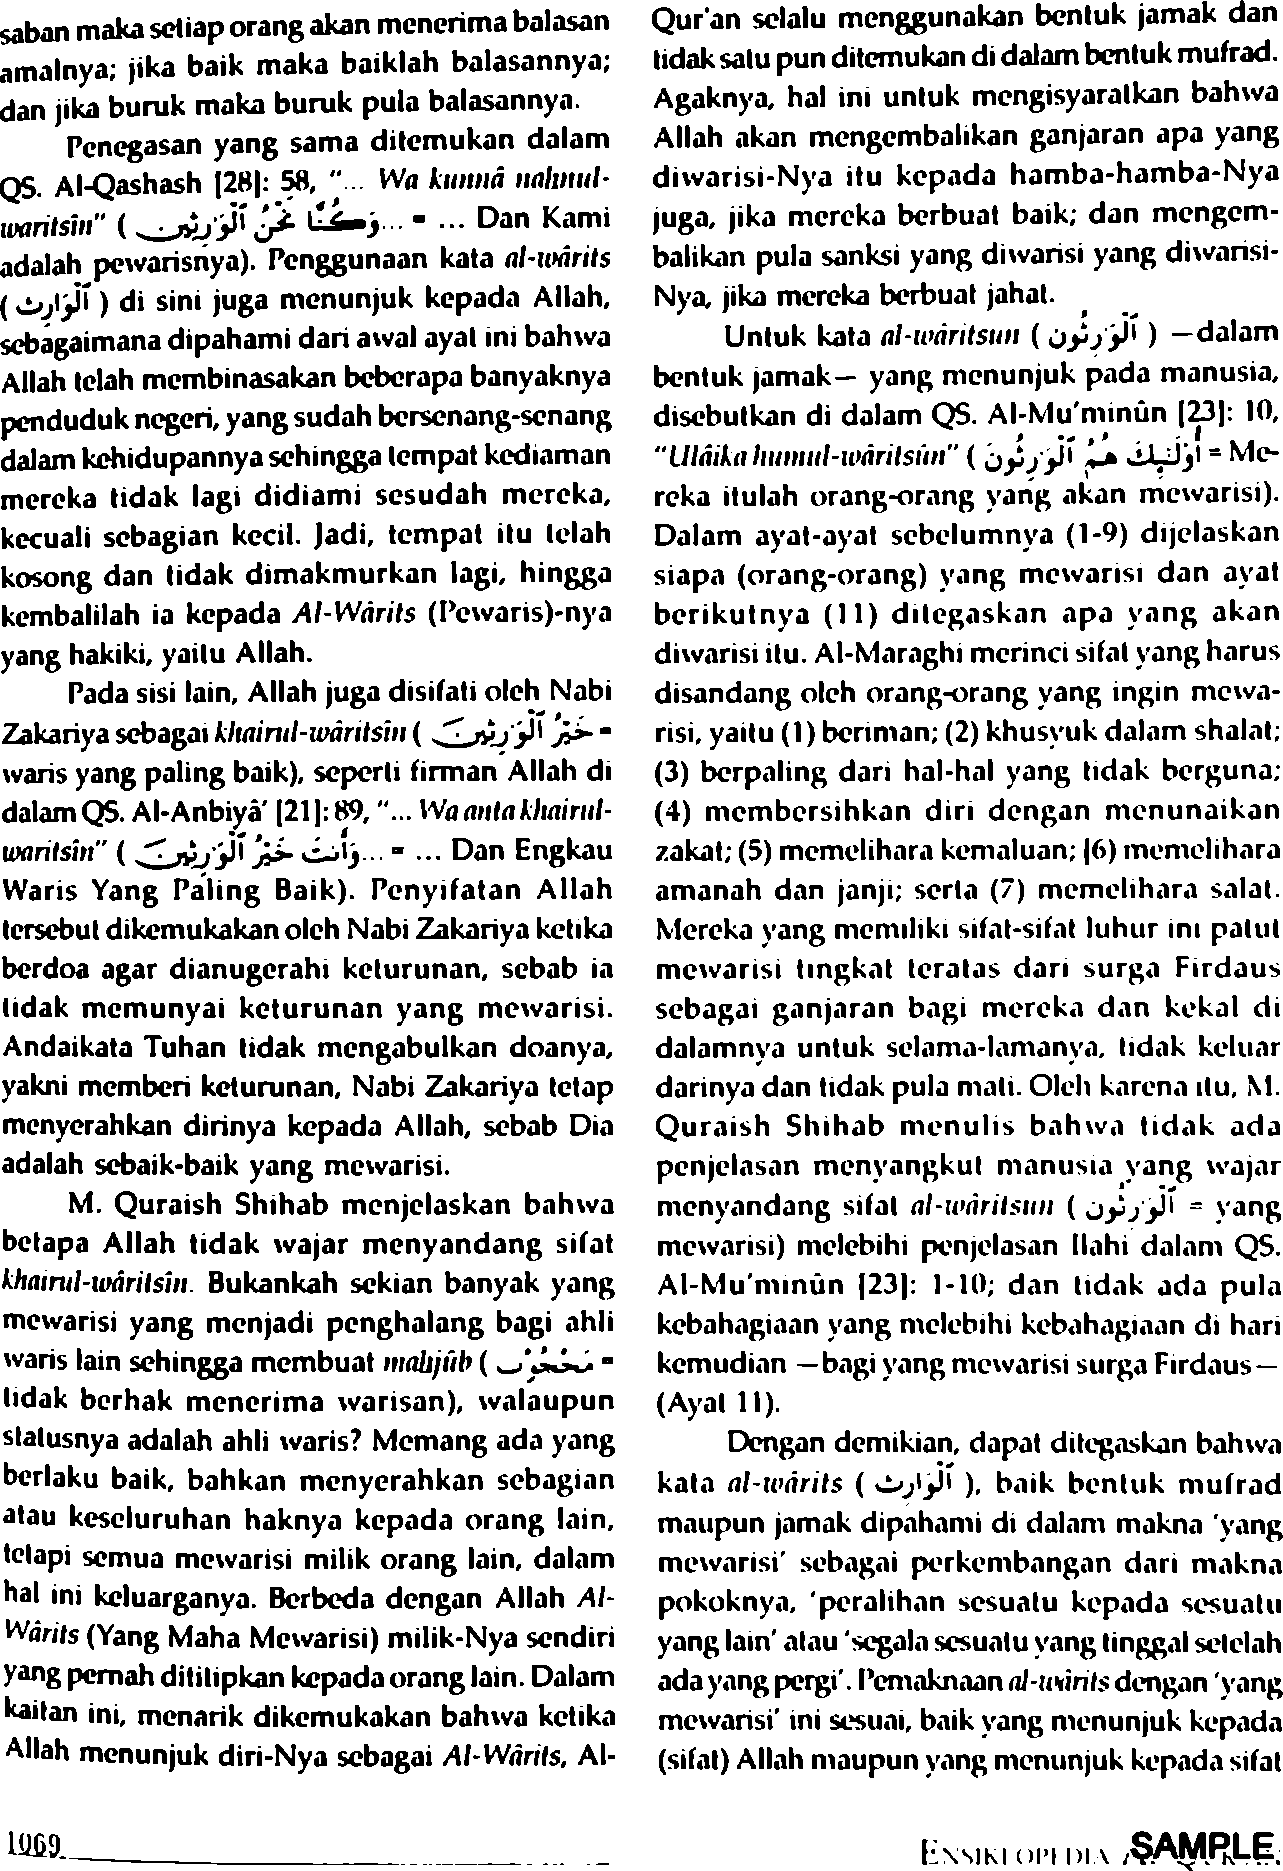 saban maka setiap orang akan menerima balasan
amalnya; jika baik maka baiklah balasannya;
dan jika buruk maka buruk pula balasannya.
Penegasan yang sama ditemukan dalam
QS. Al-Qashash [28]: 58, "... Wa kunnâ nahnul-
waritsîn" ( وَكُنَّا نَحْنُ الْوَارِثِينَ... = ... Dan Kami
adalah pewarisnya). Penggunaan kata al-wârits
( اَلْوَارِث ) di sini juga menunjuk kepada Allah,
sebagaimana dipahami dari awal ayat ini bahwa
Allah telah membinasakan beberapa banyaknya
penduduk negeri, yang sudah bersenang-senang
dalam kehidupannya sehingga tempat kediaman
mereka tidak lagi didiami sesudah mereka,
kecuali sebagian kecil. Jadi, tempat itu telah
kosong dan tidak dimakmurkan lagi, hingga
kembalilah ia kepada Al-Wârits (Pewaris)-nya
yang hakiki, yaitu Allah.
Pada sisi lain, Allah juga disifati oleh Nabi
Zakariya sebagai khairul-wâritsîn ( خَيْرُ الْوَارِثِينَ =
waris yang paling baik), seperti firman Allah di
dalam QS. Al-Anbiyâ' [21]: 89, "... Wa anta khairul-
waritsîn" ( وَأَنتَ خَيْرُ الْوَارِثِينَ... = ... Dan Engkau
Waris Yang Paling Baik). Penyifatan Allah
tersebut dikemukakan oleh Nabi Zakariya ketika
berdoa agar dianugerahi keturunan, sebab ia
tidak memunyai keturunan yang mewarisi.
Andaikata Tuhan tidak mengabulkan doanya,
yakni memberi keturunan, Nabi Zakariya tetap
menyerahkan dirinya kepada Allah, sebab Dia
adalah sebaik-baik yang mewarisi.
M. Quraish Shihab menjelaskan bahwa
betapa Allah tidak wajar menyandang sifat
khairul-wâritsîn. Bukankah sekian banyak yang
mewarisi yang menjadi penghalang bagi ahli
waris lain sehingga membuat mahjûb ( مَحْجُوْب =
tidak berhak menerima warisan), walaupun
statusnya adalah ahli waris? Memang ada yang
berlaku baik, bahkan menyerahkan sebagian
atau keseluruhan haknya kepada orang lain,
tetapi semua mewarisi milik orang lain, dalam
hal ini keluarganya. Berbeda dengan Allah Al-
Wârits (Yang Maha Mewarisi) milik-Nya sendiri
yang pernah dititipkan kepada orang lain. Dalam
kaitan ini, menarik dikemukakan bahwa ketika
Allah menunjuk diri-Nya sebagai Al-Wârits, Al-
Qur'an selalu menggunakan bentuk jamak dan
tidak satu pun ditemukan di dalam bentuk mufrad.
Agaknya, hal ini untuk mengisyaratkan bahwa
Allah akan mengembalikan ganjaran apa yang
diwarisi-Nya itu kepada hamba-hamba-Nya
juga, jika mereka berbuat baik; dan mengem-
balikan pula sanksi yang diwarisi yang diwarisi-
Nya, jika mereka berbuat jahat.
Untuk kata al-wâritsun ( اَلْوَارِثُونَ ) —dalam
bentuk jamak— yang menunjuk pada manusia,
disebutkan di dalam QS. Al-Mu'minûn [23]: 10,
"Ulâika humul-wâritsûn" ( أُوْلَٰئِكَ هُمُ الْوَارِثُونَ = Me-
reka itulah orang-orang yang akan mewarisi).
Dalam ayat-ayat sebelumnya (1-9) dijelaskan
siapa (orang-orang) yang mewarisi dan ayat
berikutnya (11) ditegaskan apa yang akan
diwarisi itu. Al-Maraghi merinci sifat yang harus
disandang oleh orang-orang yang ingin mewa-
risi, yaitu (1) beriman; (2) khusyuk dalam shalat;
(3) berpaling dari hal-hal yang tidak berguna;
(4) membersihkan diri dengan menunaikan
zakat; (5) memelihara kemaluan; (6) memelihara
amanah dan janji; serta (7) memelihara salat.
Mereka yang memiliki sifat-sifat luhur ini patut
mewarisi tingkat teratas dari surga Firdaus
sebagai ganjaran bagi mereka dan kekal di
dalamnya untuk selama-lamanya, tidak keluar
darinya dan tidak pula mati. Oleh karena itu, M.
Quraish Shihab menulis bahwa tidak ada
penjelasan menyangkut manusia yang wajar
menyandang sifat al-wâritsun ( اَلْوَارِثُون = yang
mewarisi) melebihi penjelasan Ilahi dalam QS.
Al-Mu'minûn [23]: 1-10; dan tidak ada pula
kebahagiaan yang melebihi kebahagiaan di hari
kemudian —bagi yang mewarisi surga Firdaus—
(Ayat 11).
Dengan demikian, dapat ditegaskan bahwa
kata al-wârits ( اَلْوَارِث ), baik bentuk mufrad
maupun jamak dipahami di dalam makna 'yang
mewarisi' sebagai perkembangan dari makna
pokoknya, 'peralihan sesuatu kepada sesuatu
yang lain' atau 'segala sesuatu yang tinggal setelah
ada yang pergi'. Pemaknaan al-wârits dengan 'yang
mewarisi' ini sesuai, baik yang menunjuk kepada
(sifat) Allah maupun yang menunjuk kepada sifat
1069
ENSIKLOPEDIA SAMPLE